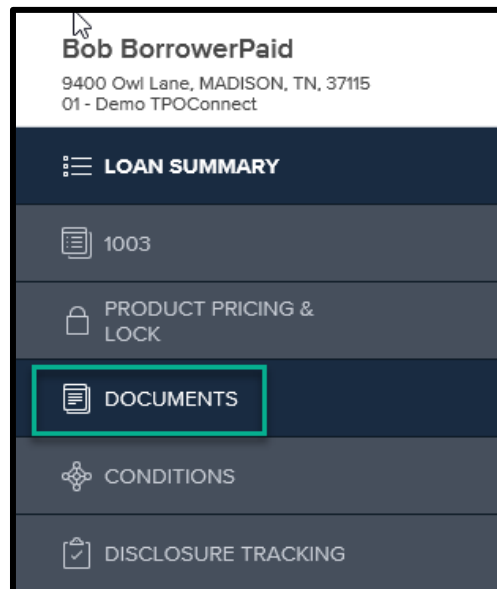 Bob BorrowerPaid
9400 Owl Lane, MADISON, TN, 37115
01 - Demo TPOConnect
LOAN SUMMARY
1003
PRODUCT PRICING &
LOCK
DOCUMENTS
CONDITIONS
DISCLOSURE TRACKING